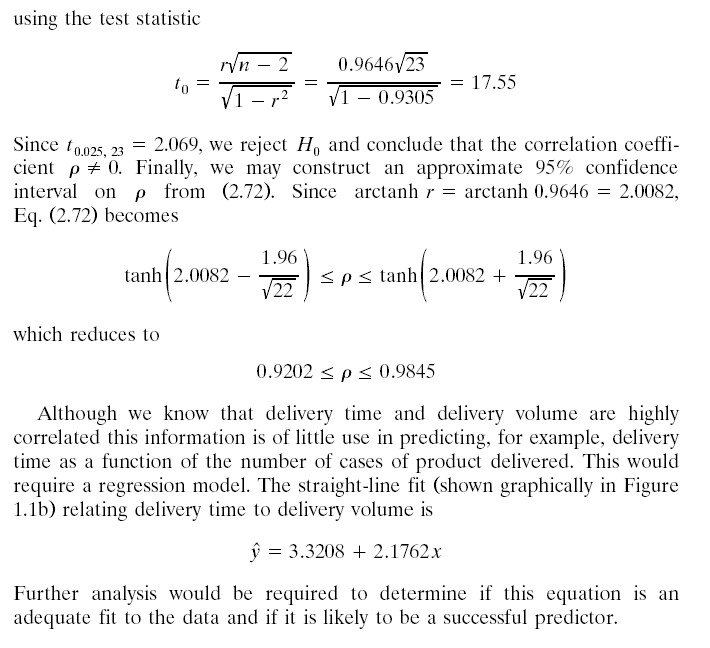 using the test statistic
t₀ = r√(n − 2) / √(1 − r²) = 0.9646√23 / √(1 − 0.9305) = 17.55
Since t₀.₀₂₅, ₂₃ = 2.069, we reject H₀ and conclude that the correlation coeffi-
cient ρ ≠ 0. Finally, we may construct an approximate 95% confidence
interval on ρ from (2.72). Since arctanh r = arctanh 0.9646 = 2.0082,
Eq. (2.72) becomes
tanh(2.0082 − 1.96/√22) ≤ ρ ≤ tanh(2.0082 + 1.96/√22)
which reduces to
0.9202 ≤ ρ ≤ 0.9845
Although we know that delivery time and delivery volume are highly
correlated this information is of little use in predicting, for example, delivery
time as a function of the number of cases of product delivered. This would
require a regression model. The straight-line fit (shown graphically in Figure
1.1b) relating delivery time to delivery volume is
ŷ = 3.3208 + 2.1762x
Further analysis would be required to determine if this equation is an
adequate fit to the data and if it is likely to be a successful predictor.